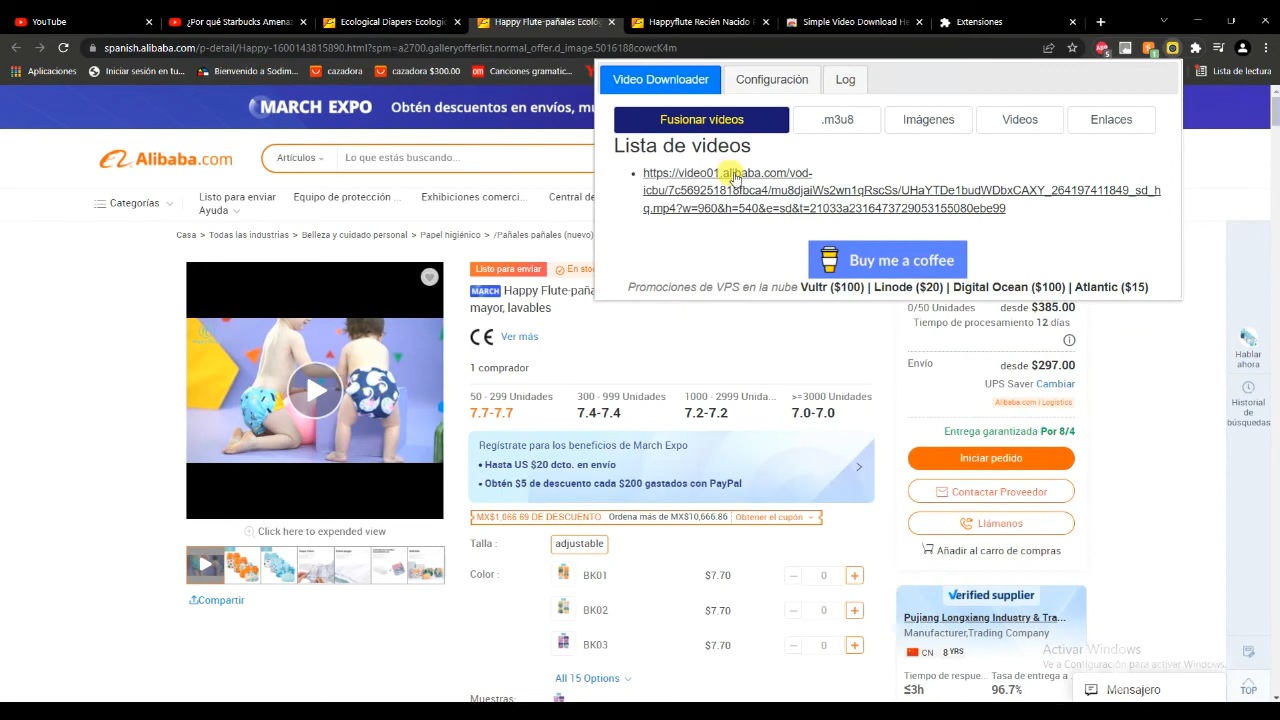 YouTube
¿Por qué Starbucks Amenaz
Ecological Diapers-Ecologi
Happy Flute-pañales Ecoló
Happyflute Recién Nacido P
Simple Video Download He
Extensiones
spanish.alibaba.com/p-detail/Happy-1600143815890.html?spm=a2700.galleryofferlist.normal_offer.d_image.5016188cowcK4m
Aplicaciones
Iniciar sesión en tu...
Bienvenido a Sodim...
cazadora
cazadora $300.00
Canciones gramatic...
Lista de lectura
Video Downloader
Configuración
Log
MARCH EXPO
Obtén descuentos en envíos, mu
Fusionar vídeos
.m3u8
Imágenes
Videos
Enlaces
Lista de videos
https://video01.alibaba.com/vod-
Alibaba.com
Artículos
Lo que estás buscando...
q.mp4?w=960&h=540&e=sd&t=21033a2316473729053155080ebe99
Categorías
Listo para enviar
Equipo de protección ...
Exhibiciones comerci...
Central de
Ayuda
Casa > Todas las industrias > Belleza y cuidado personal > Papel higiénico > /Pañales pañales (nuevo)
Buy me a coffee
Promociones de VPS en la nube Vultr ($100) | Linode ($20) | Digital Ocean ($100) | Atlantic ($15)
Listo para enviar
En sto
MARCH Happy Flute-paña
mayor, lavables
CE Ver más
1 comprador
50 - 299 Unidades
300 - 999 Unidades
1000 - 2999 Unida...
>=3000 Unidades
7.7-7.7
7.4-7.4
7.2-7.2
7.0-7.0
Regístrate para los beneficios de March Expo
• Hasta US $20 dcto. en envío
• Obtén $5 de descuento cada $200 gastados con PayPal
MX$1,066.69 DE DESCUENTO
Ordena más de MX$10,666.86
Obtener el cupón
Talla :
adjustable
Color :
BK01
$7.70
0
BK02
$7.70
0
BK03
$7.70
0
All 15 Options
Muestras:
Click here to expended view
Compartir
0/50 Unidades
desde $385.00
Tiempo de procesamiento 12 días
Envío
desde $297.00
UPS Saver Cambiar
Alibaba.com | Logistics
Entrega garantizada Por 8/4
Iniciar pedido
Contactar Proveedor
Llámanos
Añadir al carro de compras
Verified supplier
Pujiang Longxiang Industry & Tra...
Manufacturer,Trading Company
CN 8 YRS
Tiempo de respue...
Tasa de entrega a
≤3h
96.7%
Hablar
ahora
Historial
de
búsquedas
Activar Windows
Ve a Configuración para activar Windows.
Mensajero
TOP